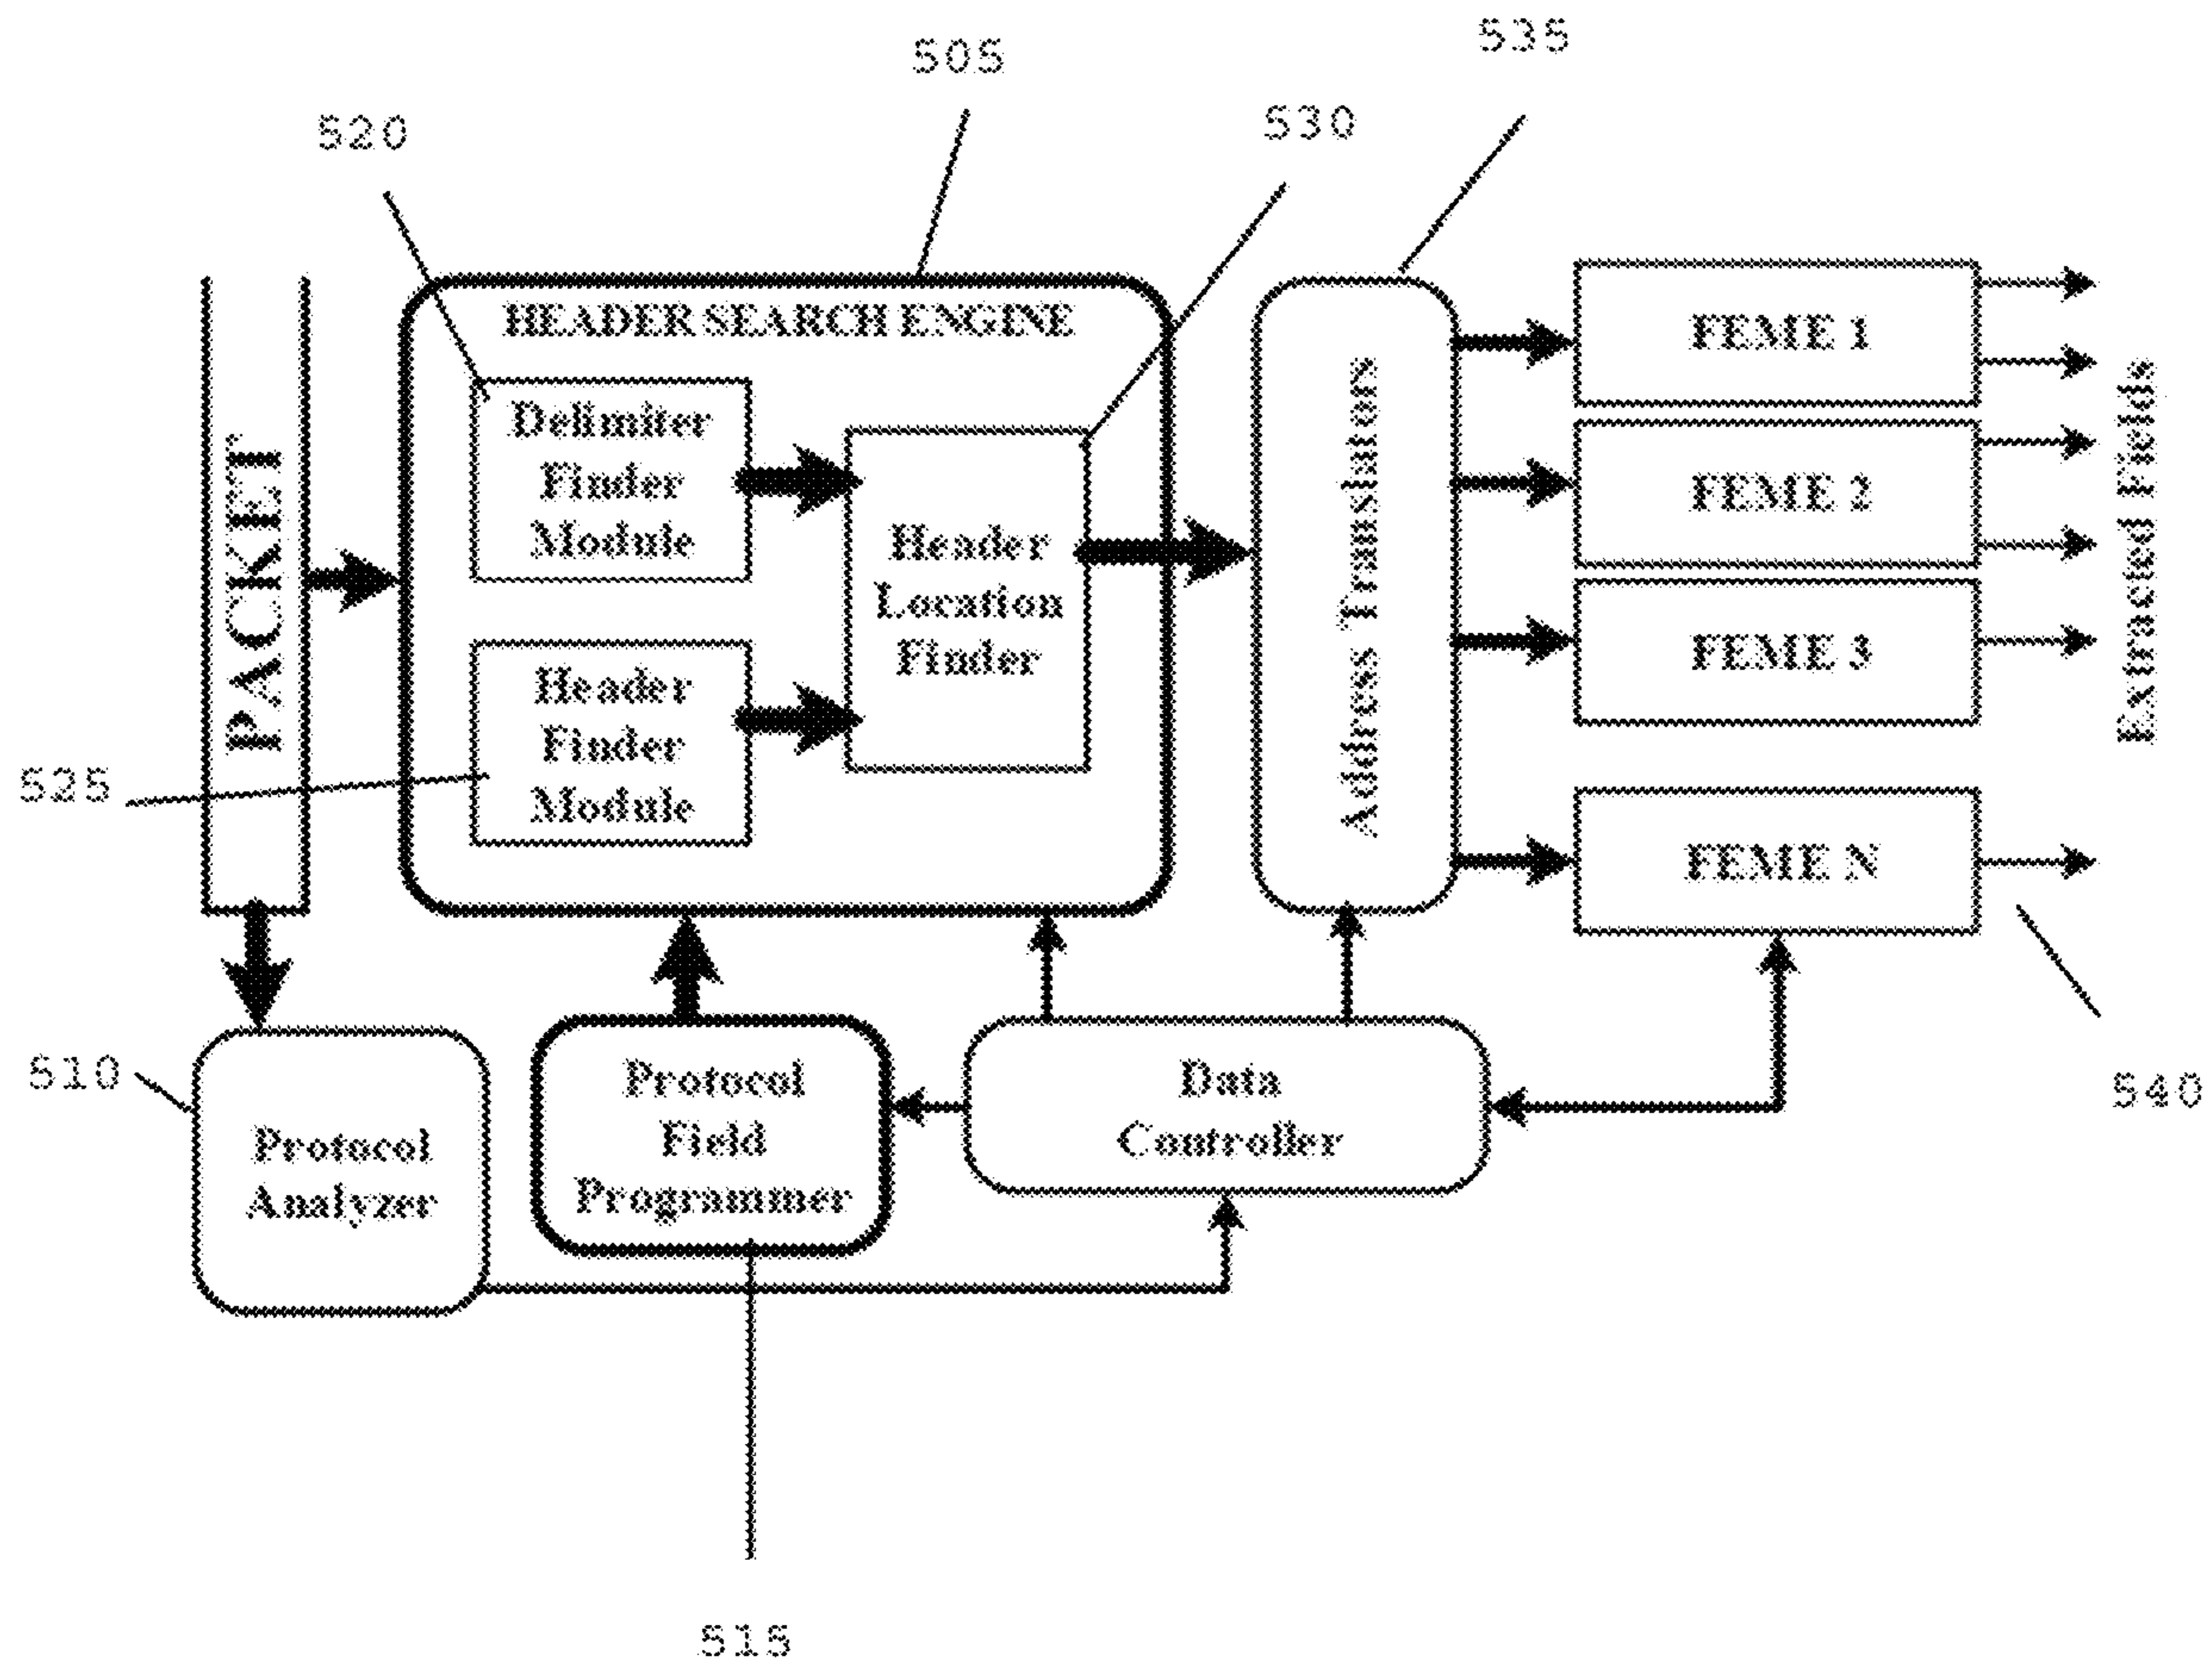 535
505
530
520
HEADER SEARCH ENGINE
FEME 1
Delimiter
Finder
Module
PACKET
Header
Location
Finder
Address Translators
FEME 2
Extracted Fields
FEME 3
Header
Finder
Module
525
FEME N
510
Protocol
Analyzer
Protocol
Field
Programmer
Data
Controller
540
515